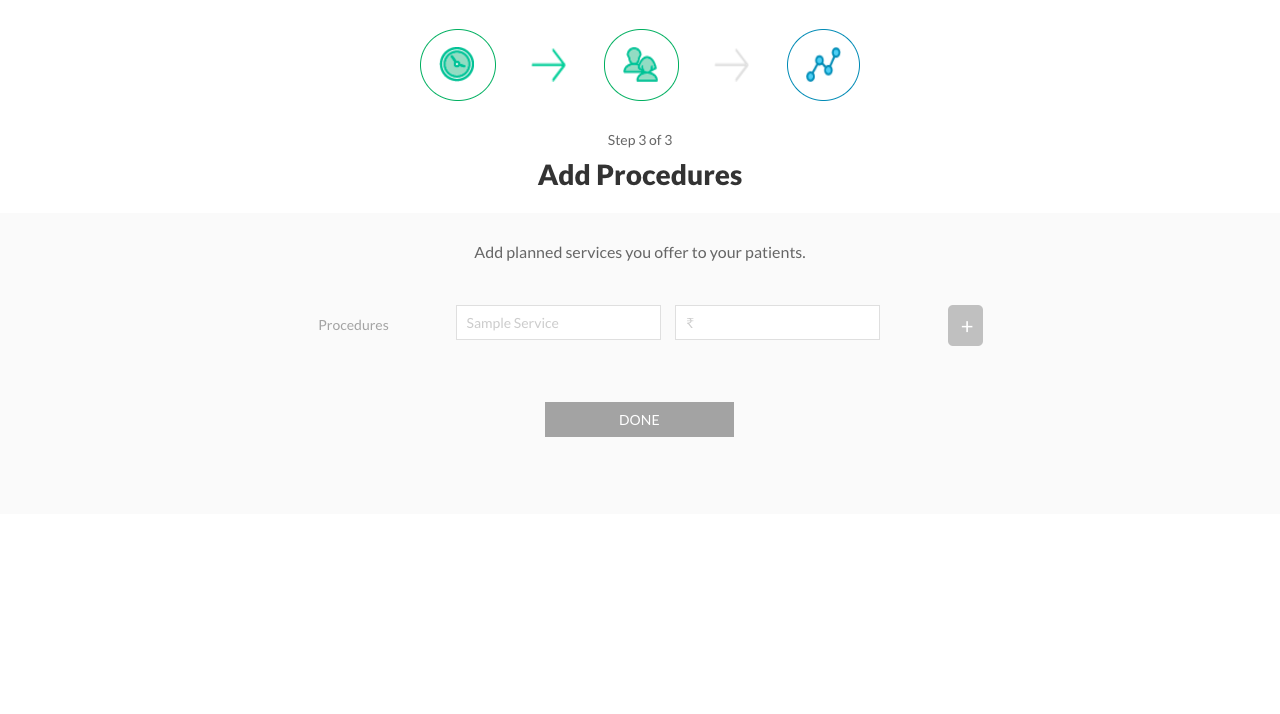 Step 3 of 3
Add Procedures
Add planned services you offer to your patients.
Procedures
Sample Service
₹
+
DONE